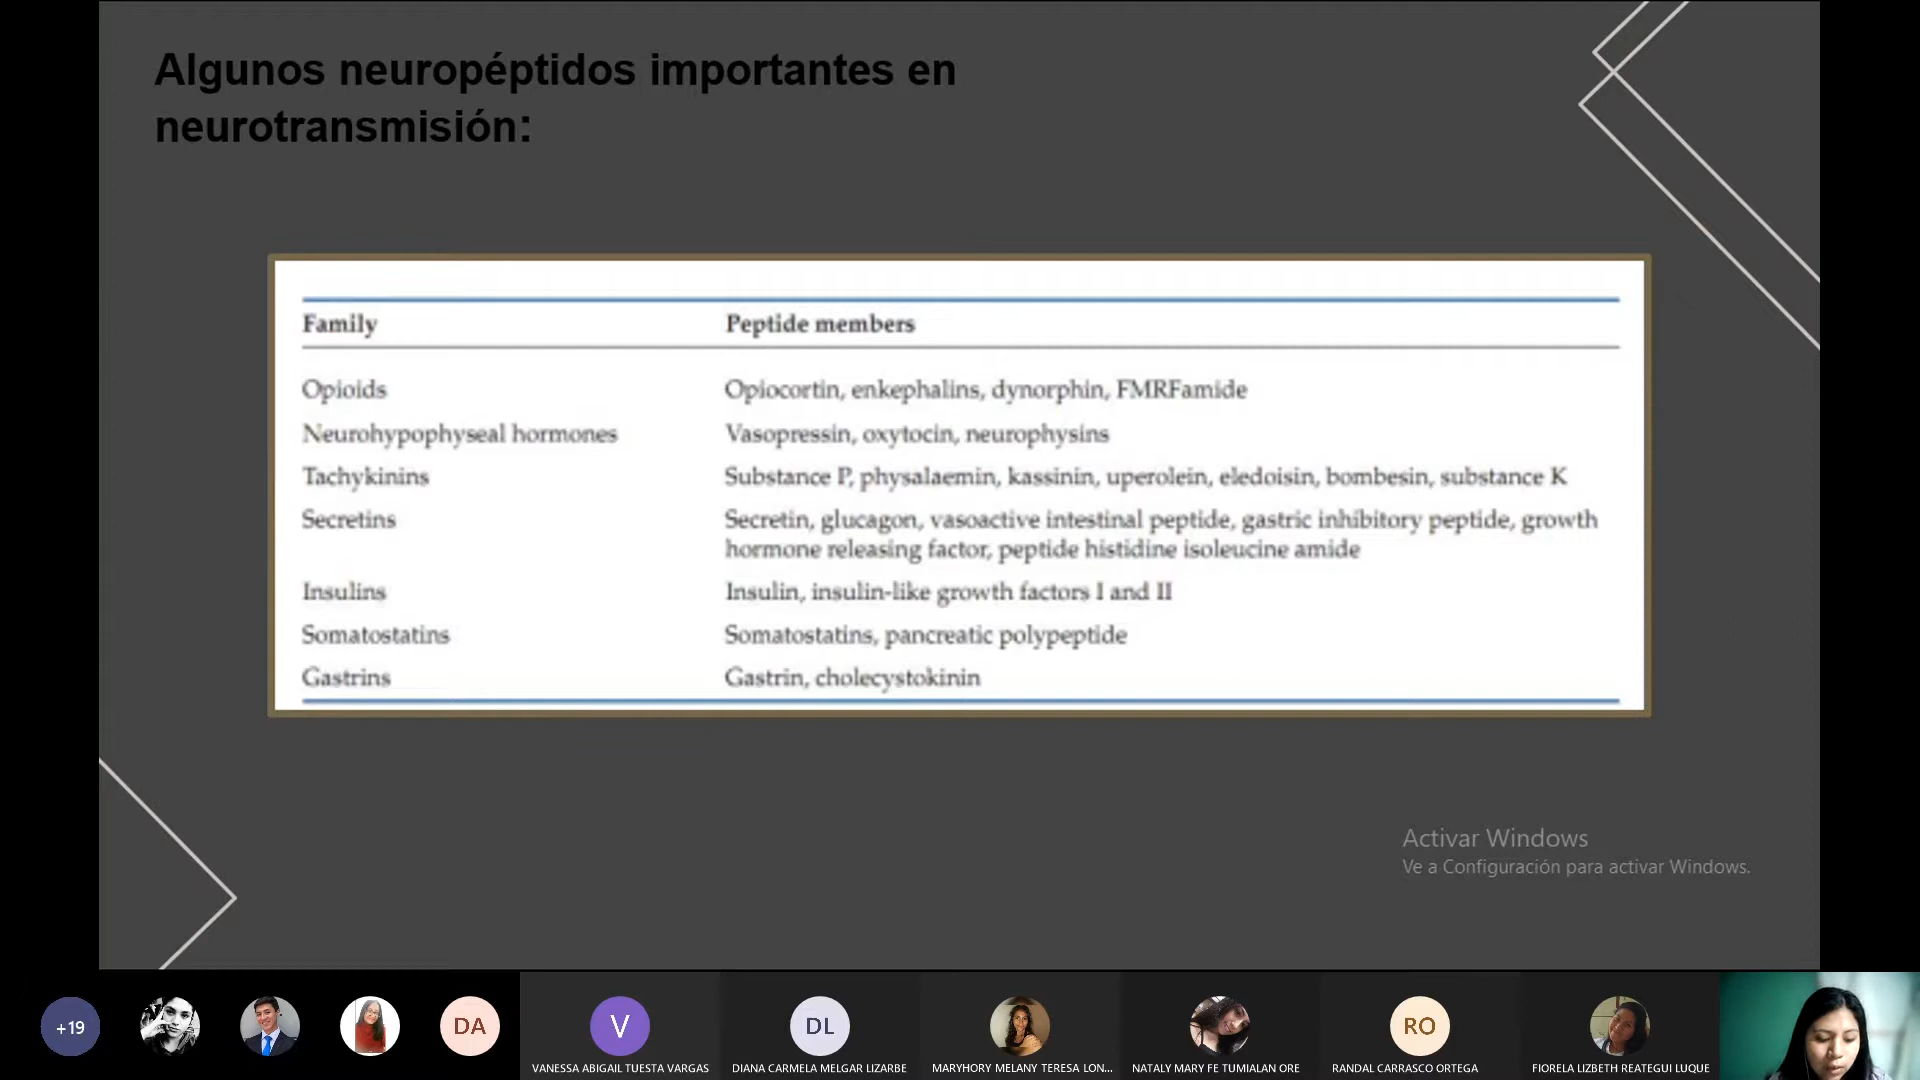 Algunos neuropéptidos importantes en
neurotransmisión:
Family Peptide members
Opioids Opiocortin, enkephalins, dynorphin, FMRFamide
Neurohypophyseal hormones Vasopressin, oxytocin, neurophysins
Tachykinins Substance P, physalaemin, kassinin, uperolein, eledoisin, bombesin, substance K
Secretins Secretin, glucagon, vasoactive intestinal peptide, gastric inhibitory peptide, growth
hormone releasing factor, peptide histidine isoleucine amide
Insulins Insulin, insulin-like growth factors I and II
Somatostatins Somatostatins, pancreatic polypeptide
Gastrins Gastrin, cholecystokinin
Activar Windows
Ve a Configuración para activar Windows.
+19
DA
V
DL
RO
VANESSA ABIGAIL TUESTA VARGAS
DIANA CARMELA MELGAR LIZARBE
MARYHORY MELANY TERESA LON...
NATALY MARY FE TUMIALAN ORE
RANDAL CARRASCO ORTEGA
FIORELA LIZBETH REATEGUI LUQUE